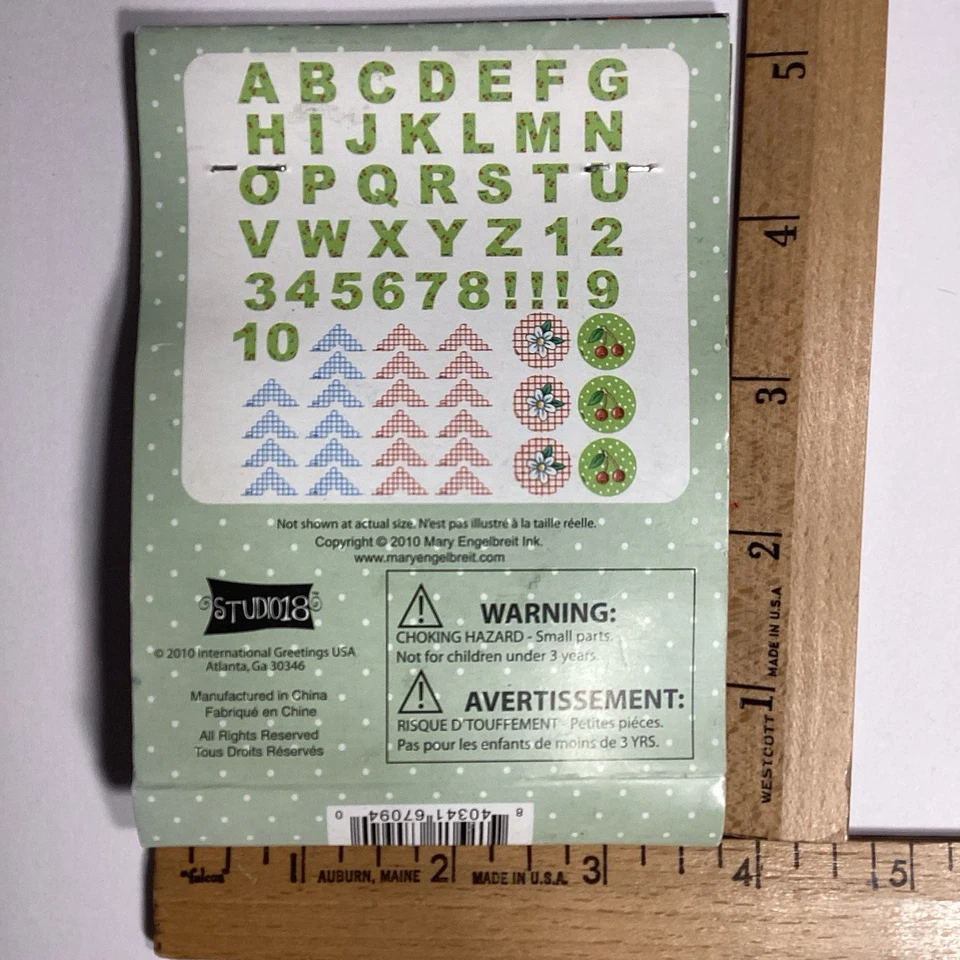 A B C D E F G
H I J K L M N
O P Q R S T U
V W X Y Z 1 2
3 4 5 6 7 8 ! ! ! 9
10
Not shown at actual size. N'est pas illustré à la taille réelle.
Copyright © 2010 Mary Engelbreit Ink.
www.maryengelbreit.com
STUDIO18
© 2010 International Greetings USA
Atlanta, Ga 30346
Manufactured in China
Fabriqué en Chine
All Rights Reserved
Tous Droits Réservés
WARNING:
CHOKING HAZARD - Small parts.
Not for children under 3 years.
AVERTISSEMENT:
RISQUE D'TOUFFEMENT - Petites piéces.
Pas pour les enfants de moins de 3 YRS.
8 40341 67094 0
5
4
3
2
1
WESTCOTT MADE IN U.S.A
falcon 1 AUBURN, MAINE 2 MADE IN U.S.A. 3 4 5